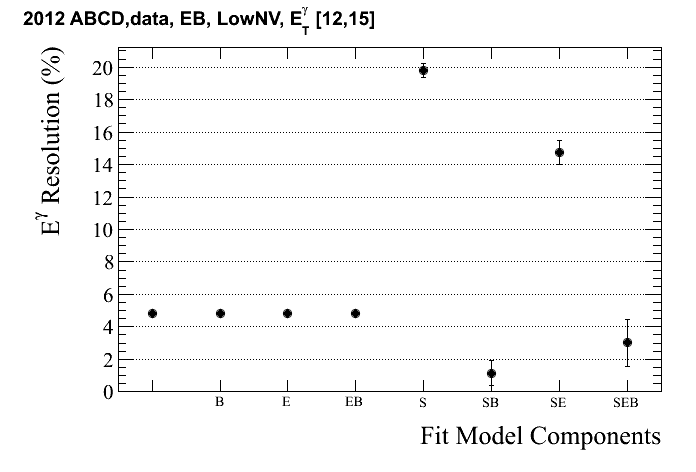 2012 ABCD,data, EB, LowNV, E_T^γ [12,15]
E^γ Resolution (%)
20
18
16
14
12
10
8
6
4
2
0
B E EB S SB SE SEB
Fit Model Components